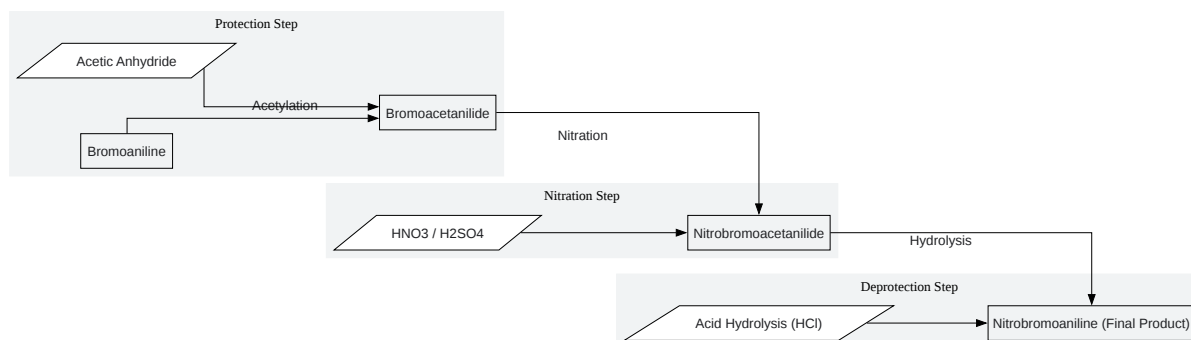 Protection Step
Acetic Anhydride
Acetylation
Bromoacetanilide
Bromoaniline
Nitration
Nitration Step
HNO3 / H2SO4
Nitrobromoacetanilide
Hydrolysis
Deprotection Step
Acid Hydrolysis (HCl)
Nitrobromoaniline (Final Product)